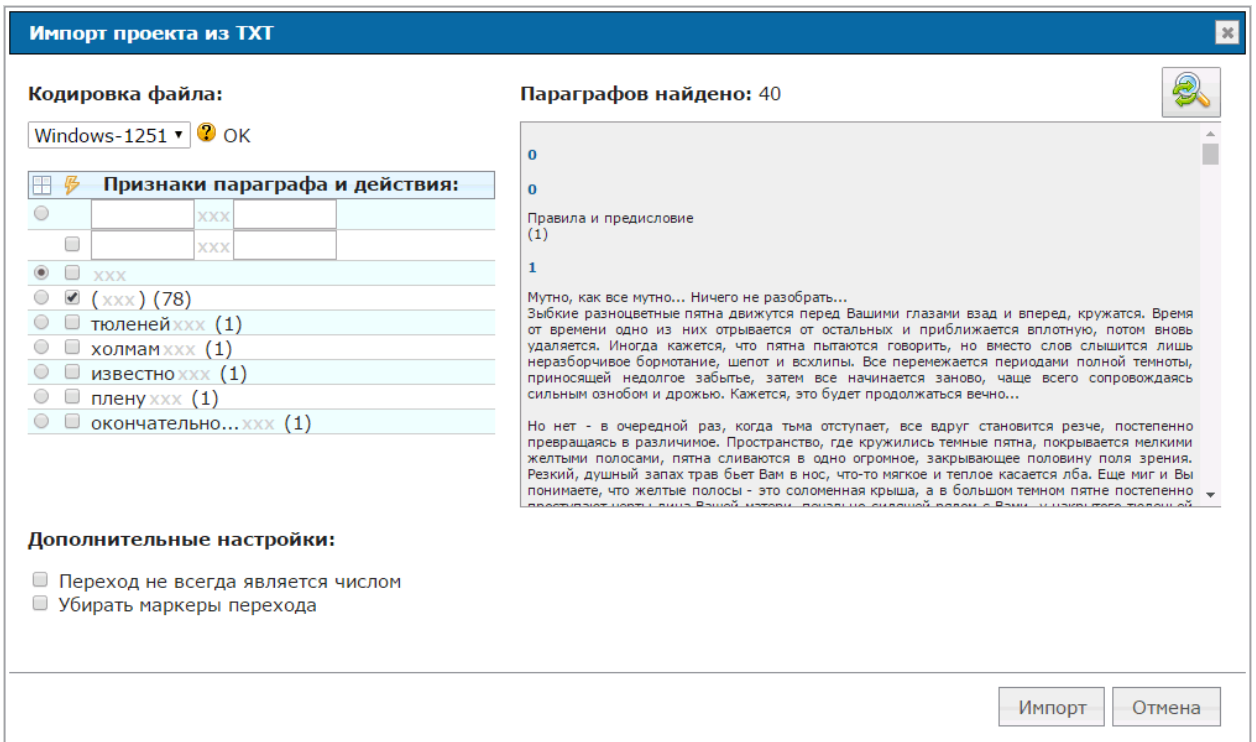 Импорт проекта из TXT
Кодировка файла:
Windows-1251
OK
Признаки параграфа и действия:
xxx
xxx
xxx
(xxx) (78)
тюленейxxx (1)
холмамxxx (1)
известноxxx (1)
пленуxxx (1)
окончательно...xxx (1)
Дополнительные настройки:
Переход не всегда является числом
Убирать маркеры перехода
Параграфов найдено: 40
0
0
Правила и предисловие
(1)
1
Мутно, как все мутно... Ничего не разобрать...
Зыбкие разноцветные пятна движутся перед Вашими глазами взад и вперед, кружатся. Время
от времени одно из них отрывается от остальных и приближается вплотную, потом вновь
удаляется. Иногда кажется, что пятна пытаются говорить, но вместо слов слышится лишь
неразборчивое бормотание, шепот и всхлипы. Все перемежается периодами полной темноты,
приносящей недолгое забытье, затем все начинается заново, чаще всего сопровождаясь
сильным ознобом и дрожью. Кажется, это будет продолжаться вечно...
Но нет - в очередной раз, когда тьма отступает, все вдруг становится резче, постепенно
превращаясь в различимое. Пространство, где кружились темные пятна, покрывается мелкими
желтыми полосами, пятна сливаются в одно огромное, закрывающее половину поля зрения.
Резкий, душный запах трав бьет Вам в нос, что-то мягкое и теплое касается лба. Еще миг и Вы
понимаете, что желтые полосы - это соломенная крыша, а в большом темном пятне постепенно
Импорт
Отмена